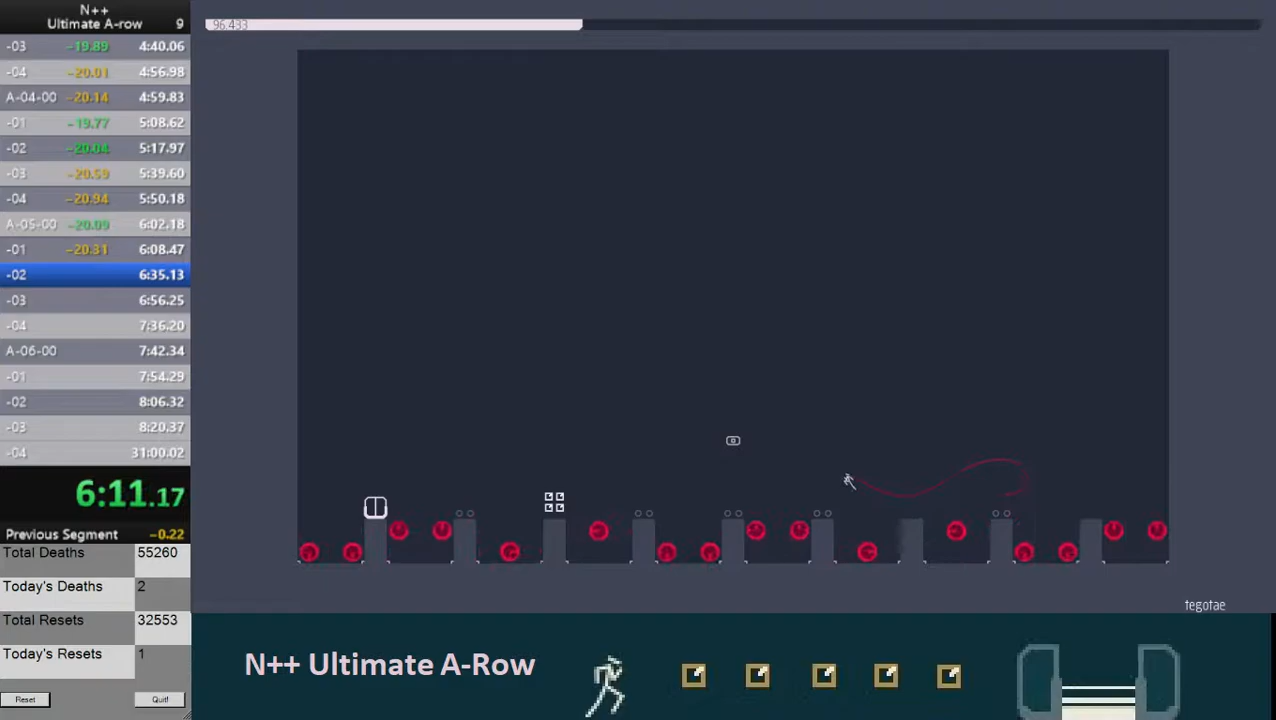 N++
Ultimate A-row 9
-03 -19.89 4:40.06
-04 -20.01 4:56.98
A-04-00 -20.14 4:59.83
-01 -19.77 5:08.62
-02 -20.04 5:17.97
-03 -20.59 5:39.60
-04 -20.94 5:50.18
A-05-00 -20.09 6:02.18
-01 -20.31 6:08.47
-02 6:35.13
-03 6:56.25
-04 7:36.20
A-06-00 7:42.34
-01 7:54.29
-02 8:06.32
-03 8:20.37
-04 31:00.02
6:11.17
Previous Segment -0.22
Total Deaths 55260
Today's Deaths 2
Total Resets 32553
Today's Resets 1
Reset Quit!
96.433
tegotae
N++ Ultimate A-Row